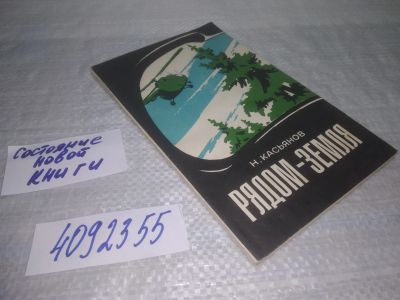 Состояние
новой
книги
4092355
Н. КАСЬЯНОВ
РЯДОМ-ЗЕМЛЯ